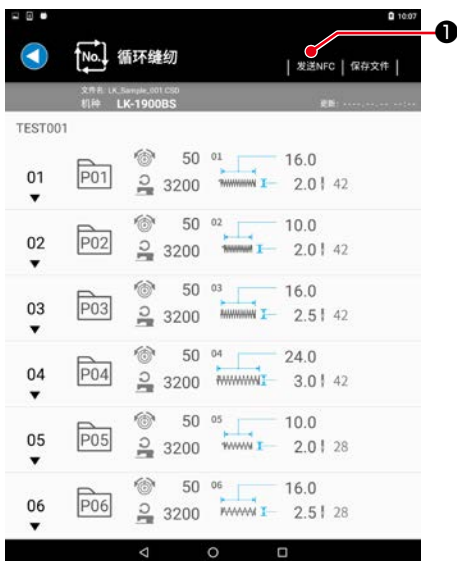 10:07
No. 循环缝纫
发送NFC 保存文件
❶
文件名: LK_Sample_001.CSD
机种 LK-1900BS
更新: ----.--.-- --:--
TEST001
01 P01 50 01 16.0
3200 2.0 42
02 P02 50 02 10.0
3200 2.0 42
03 P03 50 03 16.0
3200 2.5 42
04 P04 50 04 24.0
3200 3.0 42
05 P05 50 05 10.0
3200 2.0 28
06 P06 50 06 16.0
3200 2.5 28